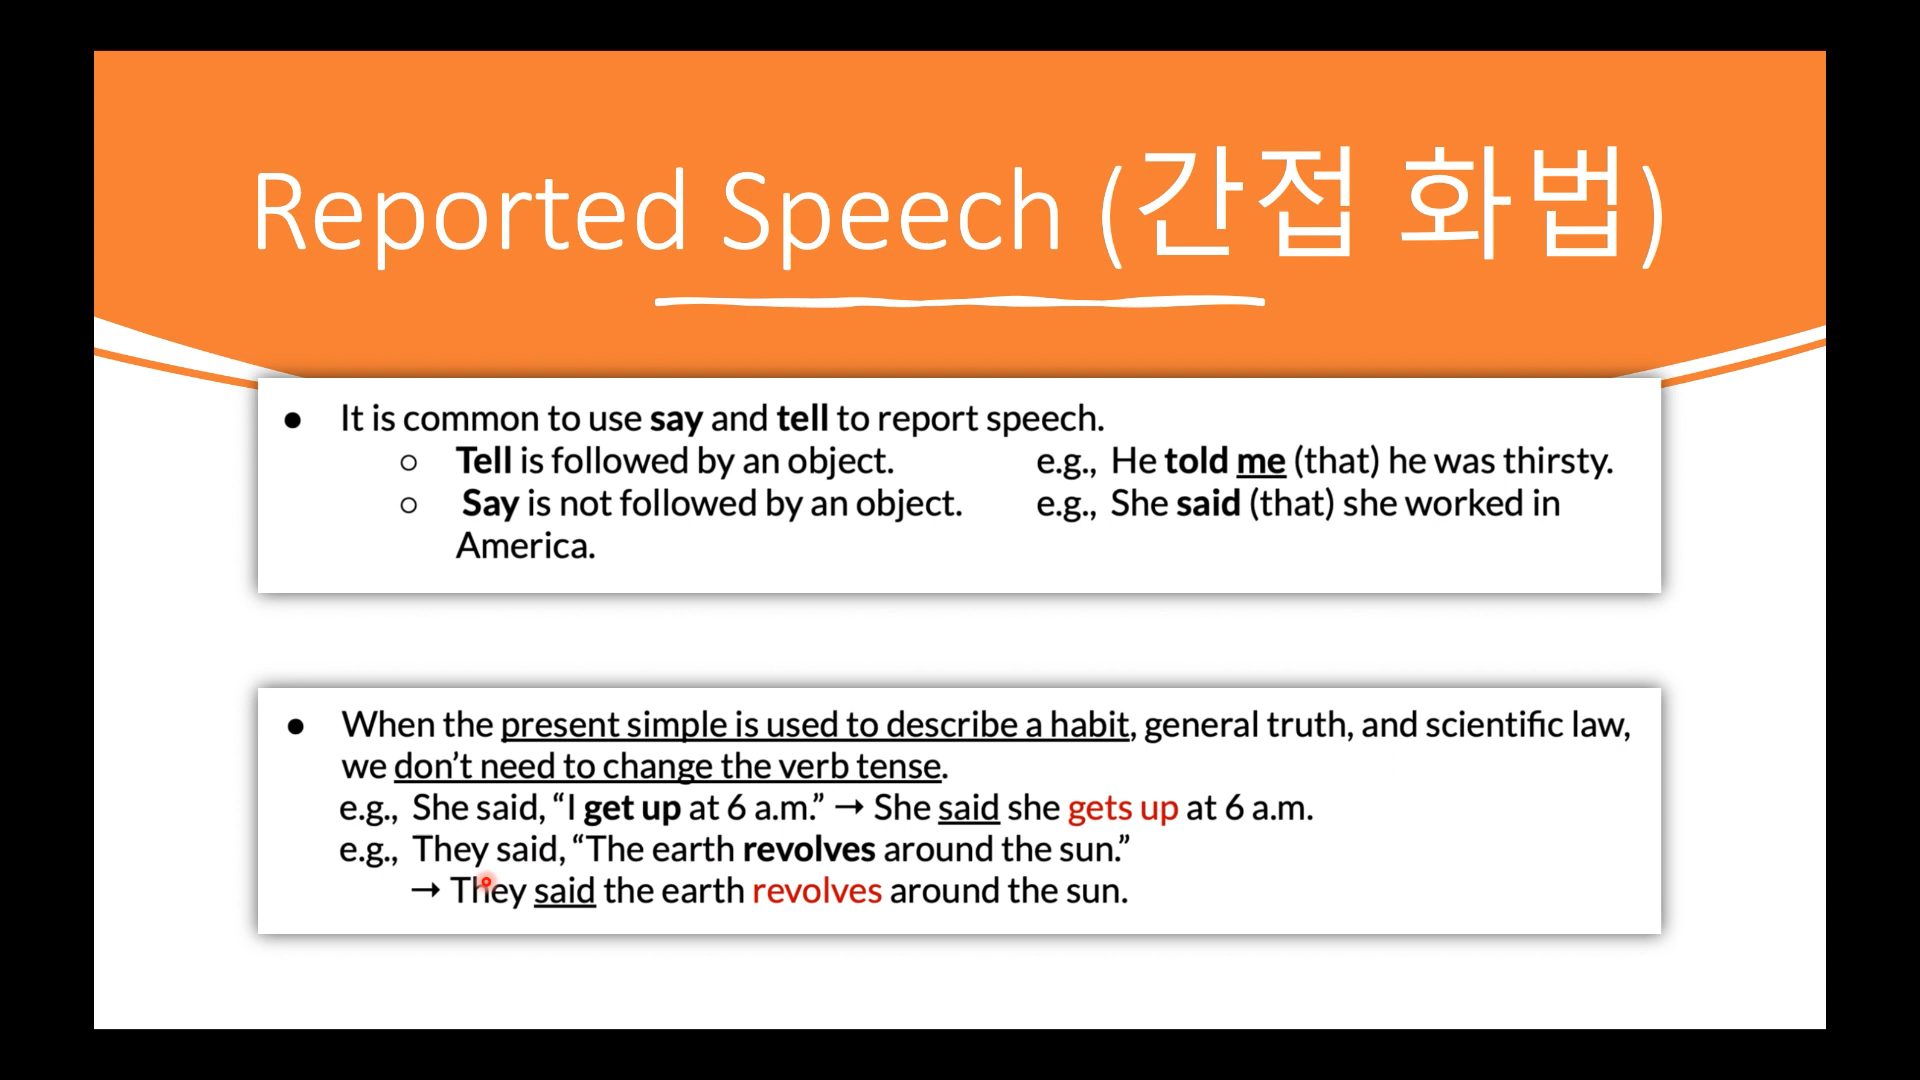 Reported Speech (간접 화법)
● It is common to use say and tell to report speech.
○ Tell is followed by an object. e.g., He told me (that) he was thirsty.
○ Say is not followed by an object. e.g., She said (that) she worked in
America.
● When the present simple is used to describe a habit, general truth, and scientific law,
we don’t need to change the verb tense.
e.g., She said, “I get up at 6 a.m.” → She said she gets up at 6 a.m.
e.g., They said, “The earth revolves around the sun.”
→ They said the earth revolves around the sun.